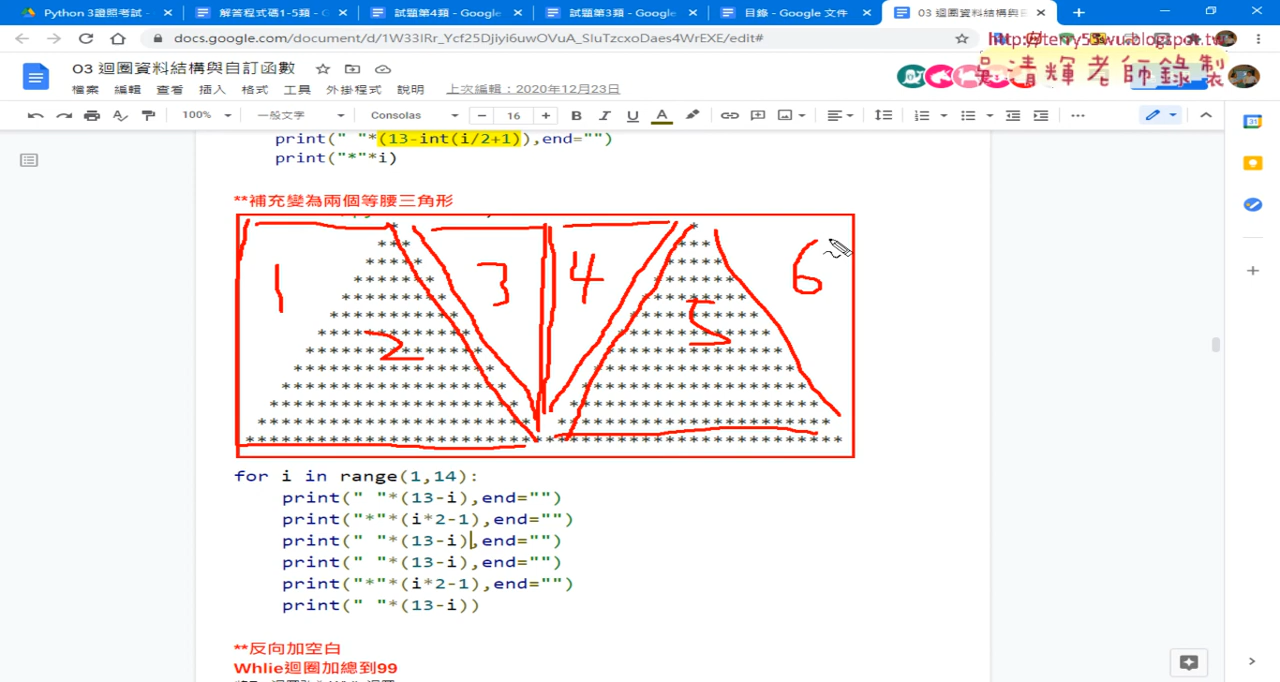 Python 3證照考試 -
解答程式碼1-5類 - G
試題第4類 - Google
試題第3類 - Google
目錄 - Google 文件
03 迴圈資料結構與自
docs.google.com/document/d/1W33lRr_Ycf25Djiyi6uwOVuA_SluTzcxoDaes4WrEXE/edit#
http://terry55wu.blogspot.tw
吳清輝老師錄製
03 迴圈資料結構與自訂函數
檔案 編輯 查看 插入 格式 工具 外掛程式 說明 上次編輯：2020年12月23日
100% 一般文字 Consolas 16 B I U A
print(" "*(13-int(i/2+1)),end="")
print("*"*i)
**補充變為兩個等腰三角形
1 2 3 4 5 6
*   *
***   ***
*****   *****
*******   *******
*********   *********
***********   ***********
*************   *************
***************   ***************
*****************   *****************
*******************   *******************
*********************   *********************
***********************   ***********************
**************************************************
for i in range(1,14):
print(" "*(13-i),end="")
print("*"*(i*2-1),end="")
print(" "*(13-i),end="")
print(" "*(13-i),end="")
print("*"*(i*2-1),end="")
print(" "*(13-i))
**反向加空白
Whlie迴圈加總到99
31